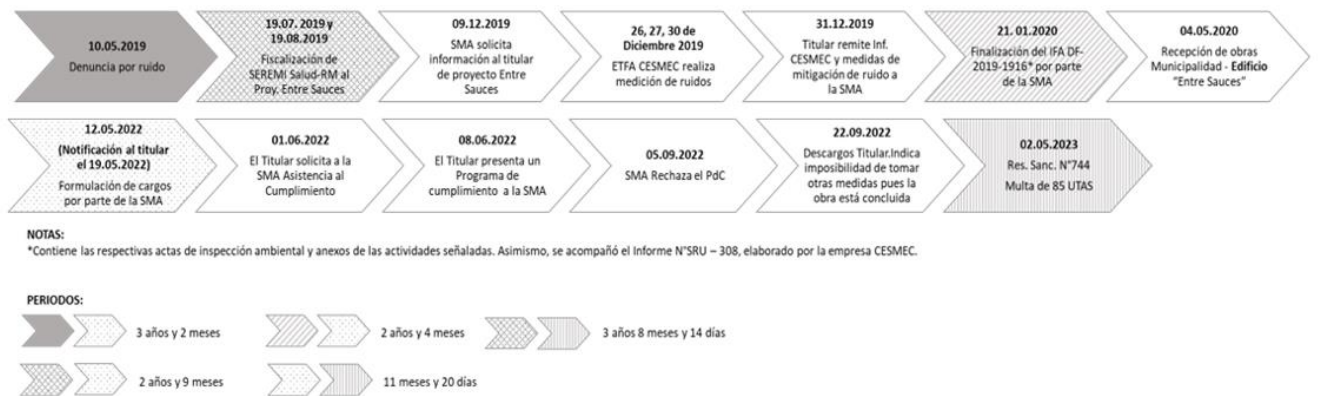 10.05.2019
Denuncia por ruido
19.07. 2019 y
19.08.2019
Fiscalización de
SEREMI Salud-RM al
Proy. Entre Sauces
09.12.2019
SMA solicita
información al titular
de proyecto Entre
Sauces
26, 27, 30 de
Diciembre 2019
ETFA CESMEC realiza
medición de ruidos
31.12.2019
Titular remite Inf.
CESMEC y medidas de
mitigación de ruido a
la SMA
21. 01.2020
Finalización del IFA DF-
2019-1916* por parte
de la SMA
04.05.2020
Recepción de obras
Municipalidad - Edificio
"Entre Sauces"
12.05.2022
(Notificación al titular
el 19.05.2022)
Formulación de cargos
por parte de la SMA
01.06.2022
El Titular solicita a la
SMA Asistencia al
Cumplimiento
08.06.2022
El Titular presenta un
Programa de
cumplimiento a la SMA
05.09.2022
SMA Rechaza el PdC
22.09.2022
Descargos Titular.Indica
imposibilidad de tomar
otras medidas pues la
obra está concluida
02.05.2023
Res. Sanc. N°744
Multa de 85 UTAS
NOTAS:
*Contiene las respectivas actas de inspección ambiental y anexos de las actividades señaladas. Asimismo, se acompañó el Informe N°SRU – 308, elaborado por la empresa CESMEC.
PERIODOS:
3 años y 2 meses
2 años y 4 meses
3 años 8 meses y 14 días
2 años y 9 meses
11 meses y 20 días